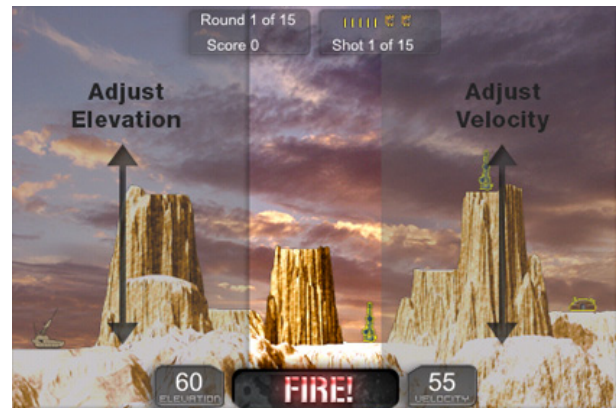 Round 1 of 15
Score 0
Shot 1 of 15
Adjust
Elevation
Adjust
Velocity
60
ELEVATION
FIRE!
55
VELOCITY